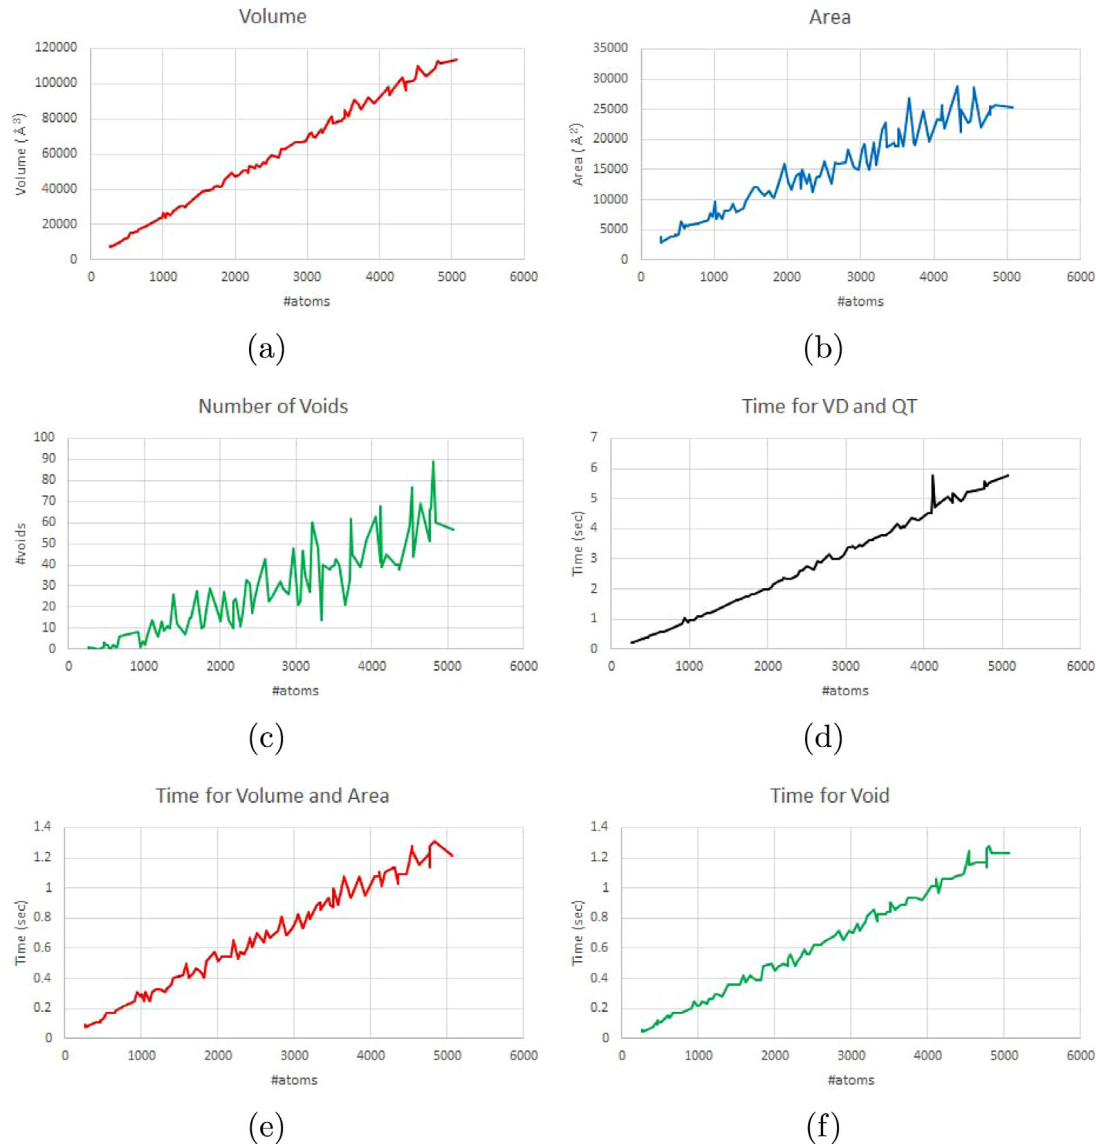 Volume
120000
100000
80000
60000
40000
20000
0
Volume (Å³)
0 1000 2000 3000 4000 5000 6000
#atoms
(a)
Area
35000
30000
25000
20000
15000
10000
5000
0
Area (Å²)
0 1000 2000 3000 4000 5000 6000
#atoms
(b)
Number of Voids
100
90
80
70
60
50
40
30
20
10
0
#voids
0 1000 2000 3000 4000 5000 6000
#atoms
(c)
Time for VD and QT
7
6
5
4
3
2
1
0
Time (sec)
0 1000 2000 3000 4000 5000 6000
#atoms
(d)
Time for Volume and Area
1.4
1.2
1
0.8
0.6
0.4
0.2
0
Time (sec)
0 1000 2000 3000 4000 5000 6000
#atoms
(e)
Time for Void
1.4
1.2
1
0.8
0.6
0.4
0.2
0
Time (sec)
0 1000 2000 3000 4000 5000 6000
#atoms
(f)